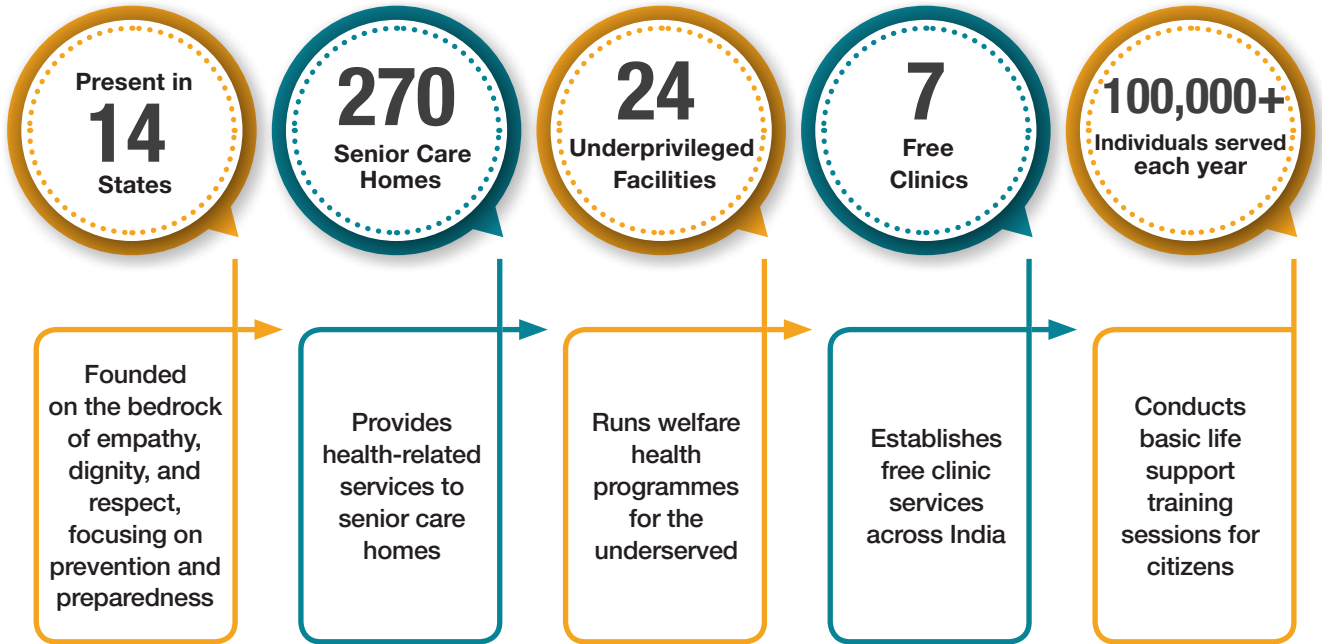 Present in
14
States
270
Senior Care
Homes
24
Underprivileged
Facilities
7
Free
Clinics
100,000+
Individuals served
each year
Founded
on the bedrock
of empathy,
dignity, and
respect,
focusing on
prevention and
preparedness
Provides
health-related
services to
senior care
homes
Runs welfare
health
programmes
for the
underserved
Establishes
free clinic
services
across India
Conducts
basic life
support
training
sessions for
citizens